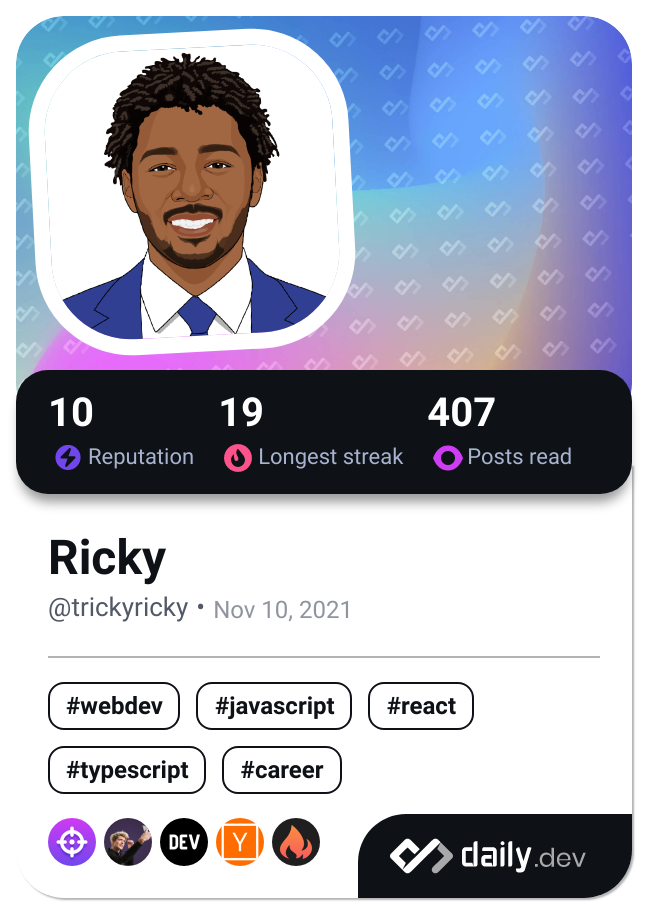 10 19 407
Reputation Longest streak Posts read
Ricky
@trickyricky • Nov 10, 2021
#webdev #javascript #react
#typescript #career
DEV Y daily.dev